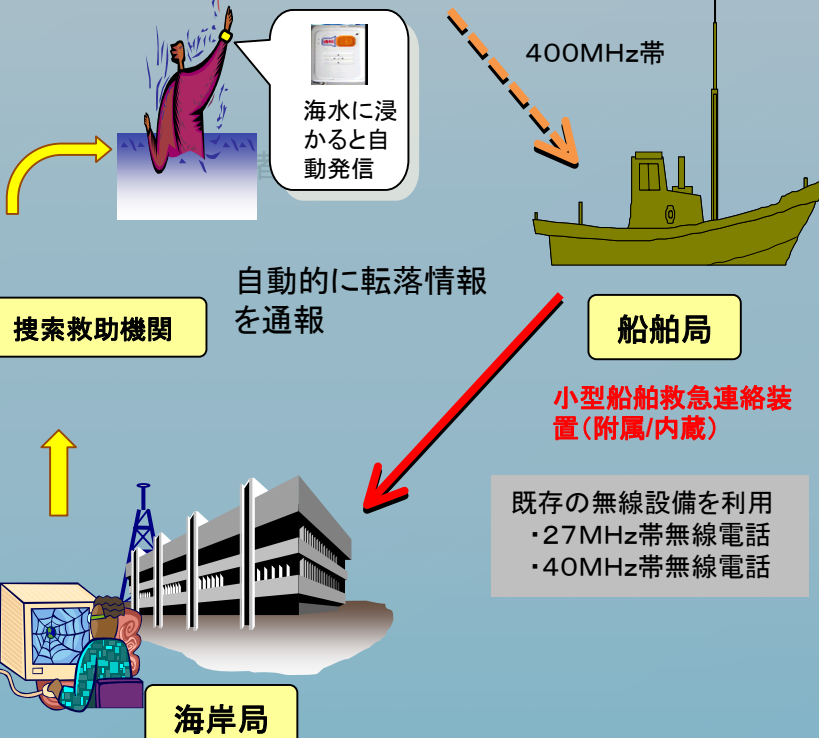 400MHz帯
海水に浸
かると自
動発信
自動的に転落情報
を通報
捜索救助機関
船舶局
小型船舶救急連絡装
置(附属/内蔵)
既存の無線設備を利用
・27MHz帯無線電話
・40MHz帯無線電話
海岸局